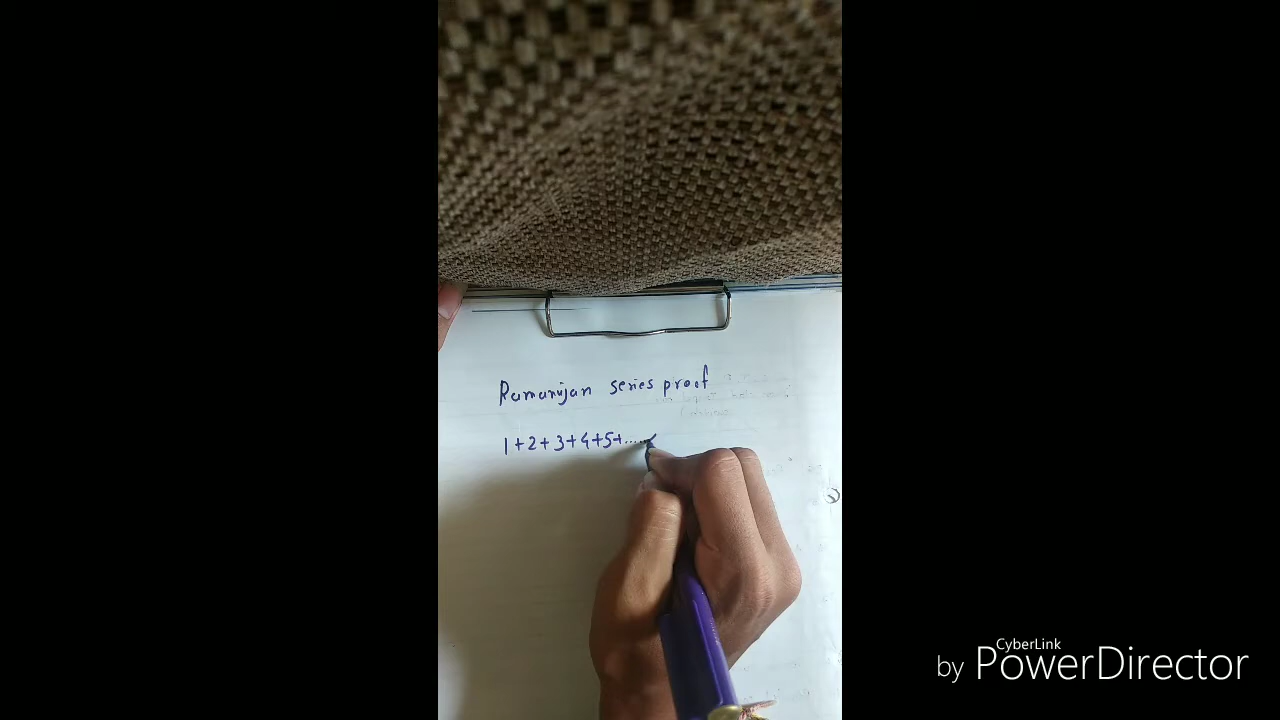 Ramanujan series proof
1+2+3+4+5+......
CyberLink
by PowerDirector